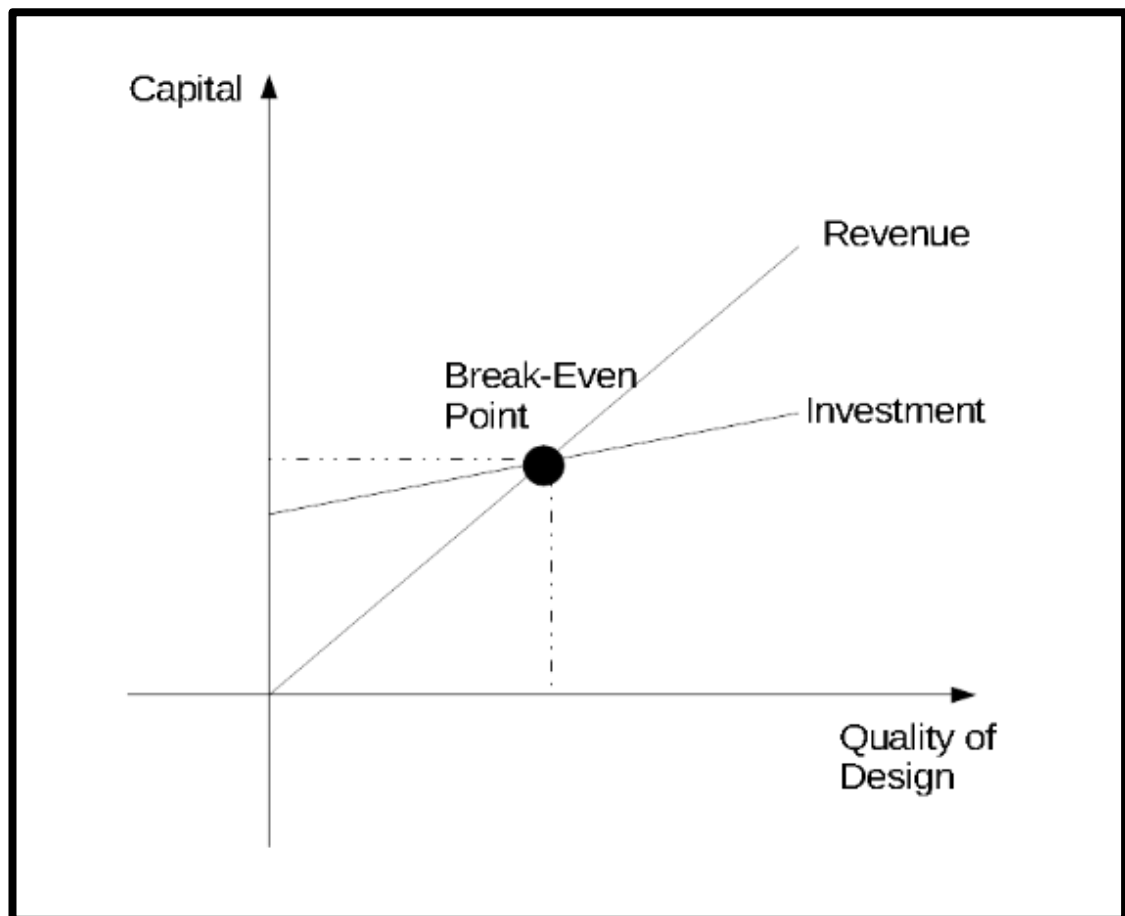 Capital
Revenue
Break-Even
Point
Investment
Quality of
Design